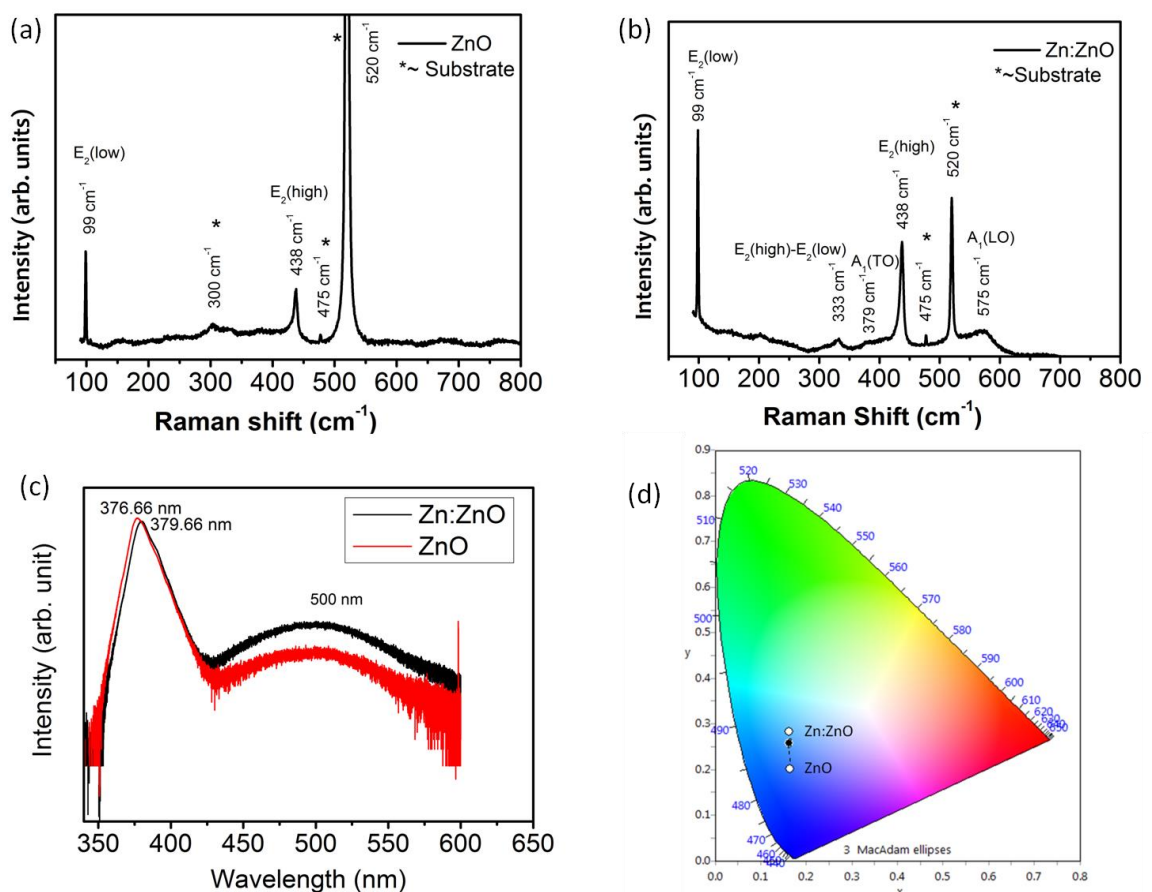 (a)
ZnO
*~ Substrate
*
520 cm⁻¹
E₂(low)
99 cm⁻¹
*
300 cm⁻¹
E₂(high)
438 cm⁻¹
*
475 cm⁻¹
Intensity (arb. units)
100 200 300 400 500 600 700 800
Raman shift (cm⁻¹)
(b)
Zn:ZnO
*~Substrate
E₂(low)
99 cm⁻¹
E₂(high)
438 cm⁻¹
*
520 cm⁻¹
*
475 cm⁻¹
E₂(high)-E₂(low)
333 cm⁻¹
A₁(TO)
379 cm⁻¹
A₁(LO)
575 cm⁻¹
Intensity (arb. units)
100 200 300 400 500 600 700 800
Raman Shift (cm⁻¹)
(c)
376.66 nm
379.66 nm
Zn:ZnO
ZnO
500 nm
Intensity (arb. unit)
350 400 450 500 550 600 650
Wavelength (nm)
(d)
0.9
0.8
0.7
0.6
0.5
y
0.4
0.3
0.2
0.1
0.0
520
530
540
550
560
570
580
590
600
610
620
510
500
490
480
470
460
Zn:ZnO
ZnO
3 MacAdam ellipses
0.0 0.1 0.2 0.3 0.4 0.5 0.6 0.7 0.8